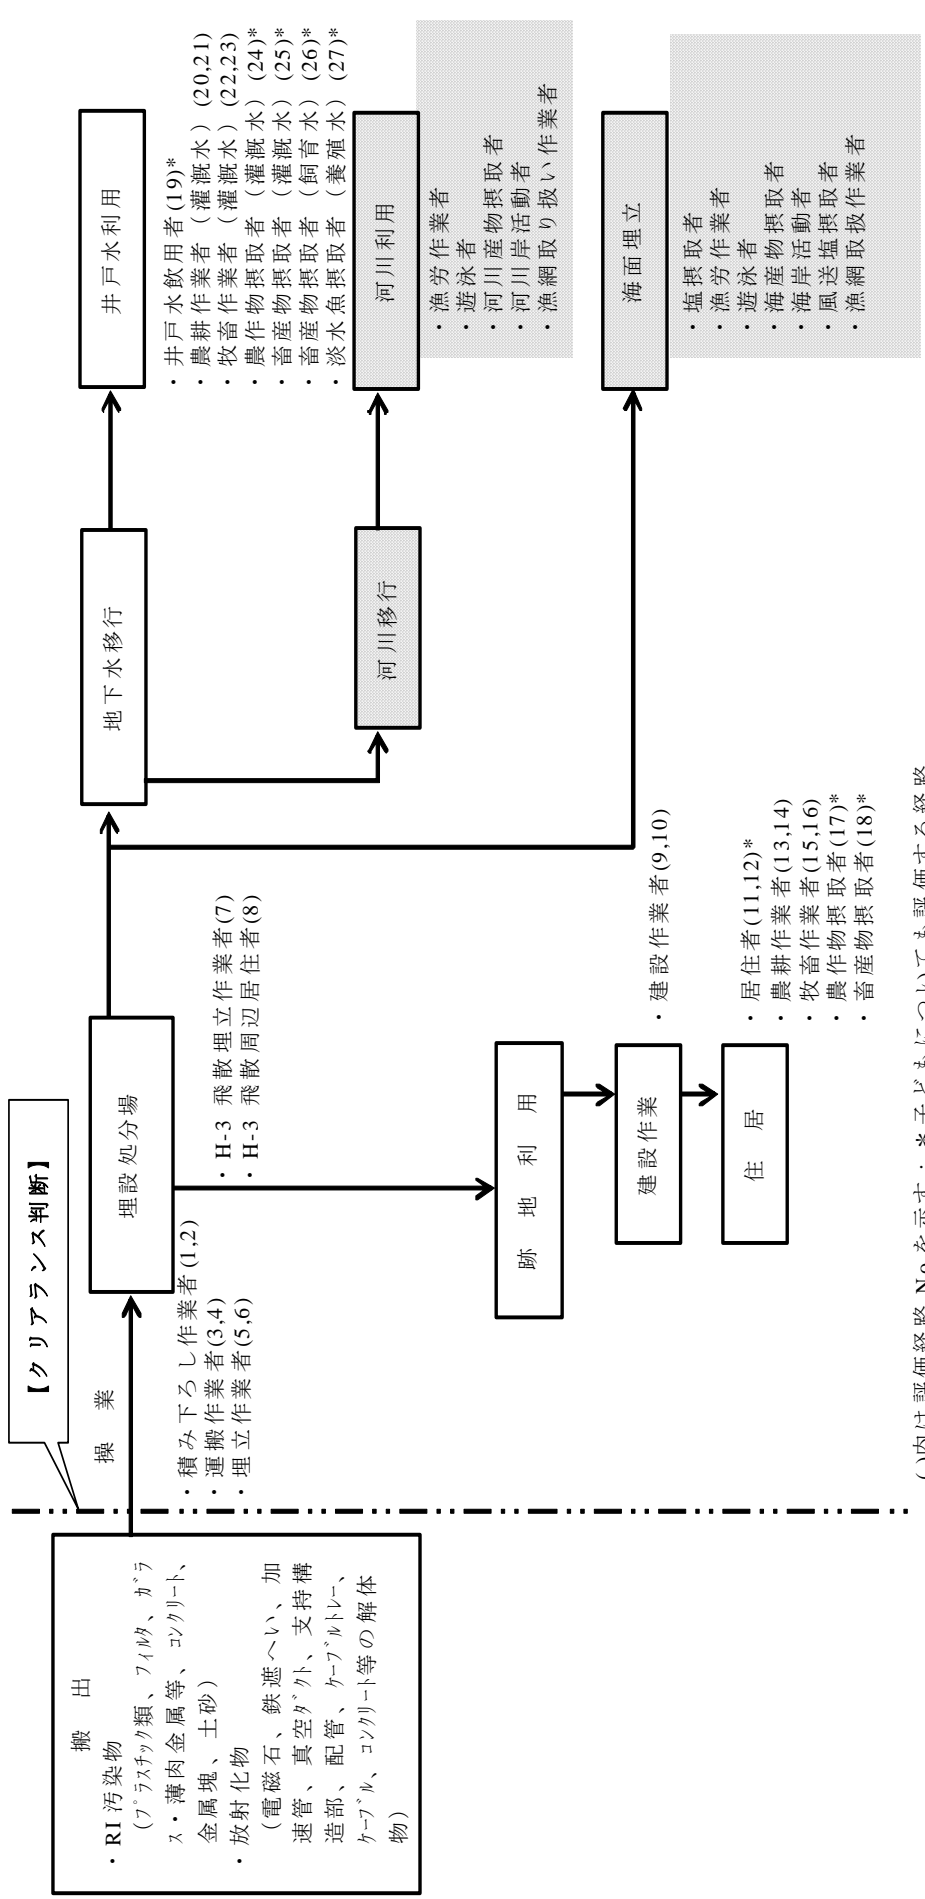 【クリアランス判断】
搬　出
・RI 汚染物
(プラスチック類、フィルタ、ガラ
ス・薄肉金属等、コンクリート、
金属塊、土砂)
・放射化物
(電磁石、鉄遮へい、加
速管、真空ダクト、支持構
造部、配管、ケーブルトレー、
ケーブル、コンクリート等の解体
物)
操　業
・積み下ろし作業者(1,2)
・運搬作業者(3,4)
・埋立作業者(5,6)
埋設処分場
・H-3 飛散埋立作業者(7)
・H-3 飛散周辺居住者(8)
跡　地　利　用
建設作業
・建設作業者(9,10)
住　居
・居住者(11,12)*
・農耕作業者(13,14)
・牧畜作業者(15,16)
・農作物摂取者(17)*
・畜産物摂取者(18)*
地下水移行
井戸水利用
・井戸水飲用者(19)*
・農耕作業者（灌漑水）(20,21)
・牧畜作業者（灌漑水）(22,23)
・農作物摂取者（灌漑水）(24)*
・畜産物摂取者（灌漑水）(25)*
・畜産物摂取者（飼育水）(26)*
・淡水魚摂取者（養殖水）(27)*
河川移行
河川利用
・漁労作業者
・遊泳者
・河川産物摂取者
・河川岸活動者
・漁網取り扱い作業者
海面埋立
・塩摂取者
・漁労作業者
・遊泳者
・海産物摂取者
・海岸活動者
・風送塩摂取者
・漁網取扱作業者
( )内は評価経路 No を示す; * 子どもについても評価する経路